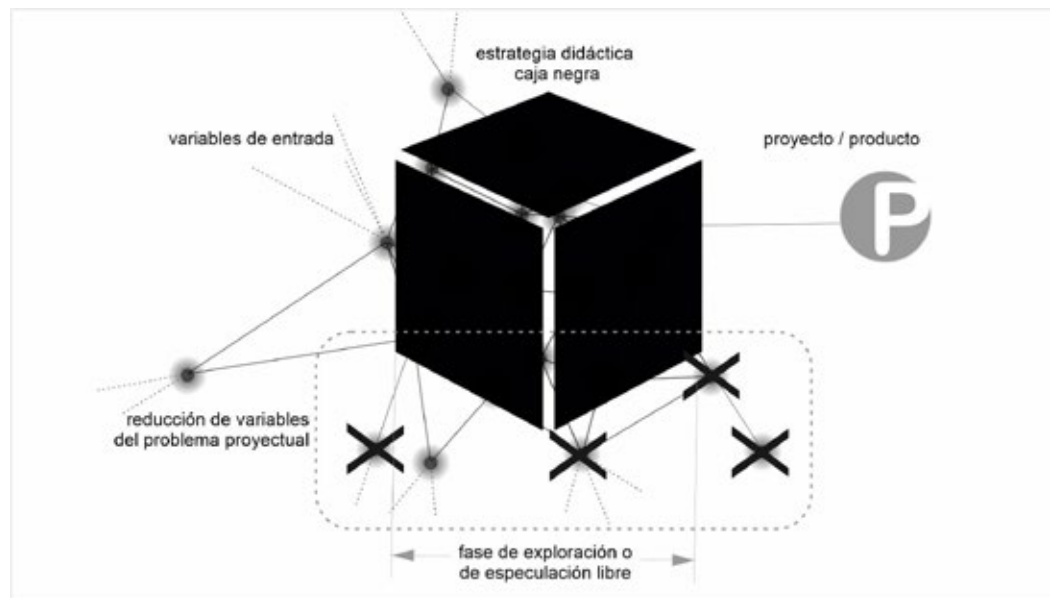 estrategia didáctica
caja negra
variables de entrada
proyecto / producto
P
reducción de variables
del problema proyectual
fase de exploración o
de especulación libre